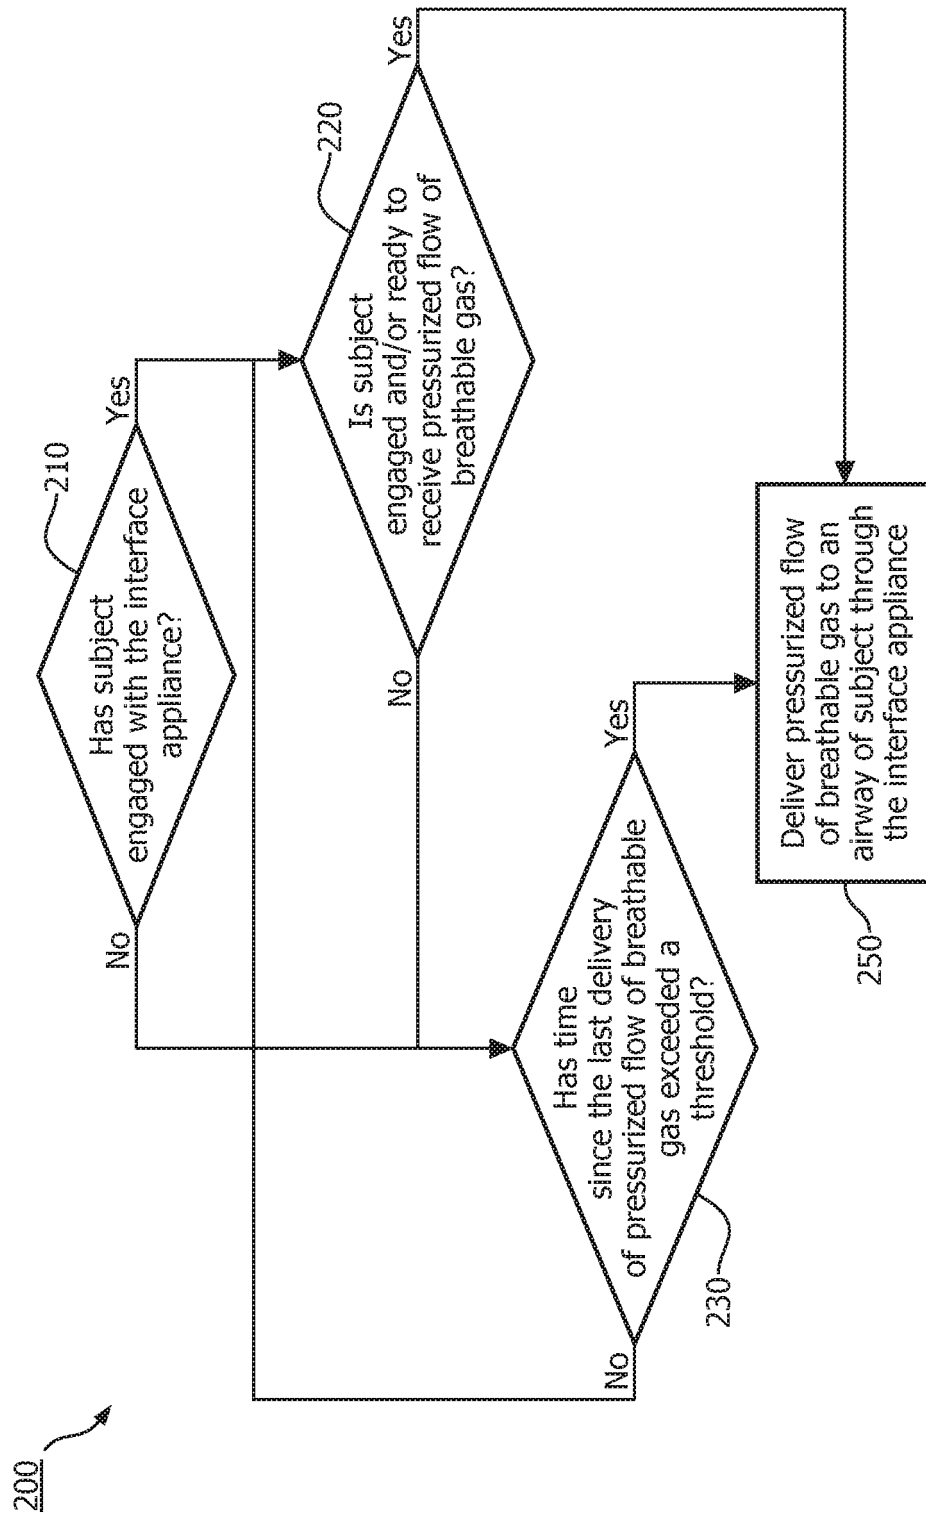 200
210
Has subject
engaged with the interface
appliance?
Yes
No
220
Is subject
engaged and/or ready to
receive pressurized flow of
breathable gas?
Yes
No
Has time
since the last delivery
of pressurized flow of breathable
gas exceeded a
threshold?
Yes
No
230
Deliver pressurized flow
of breathable gas to an
airway of subject through
the interface appliance
250